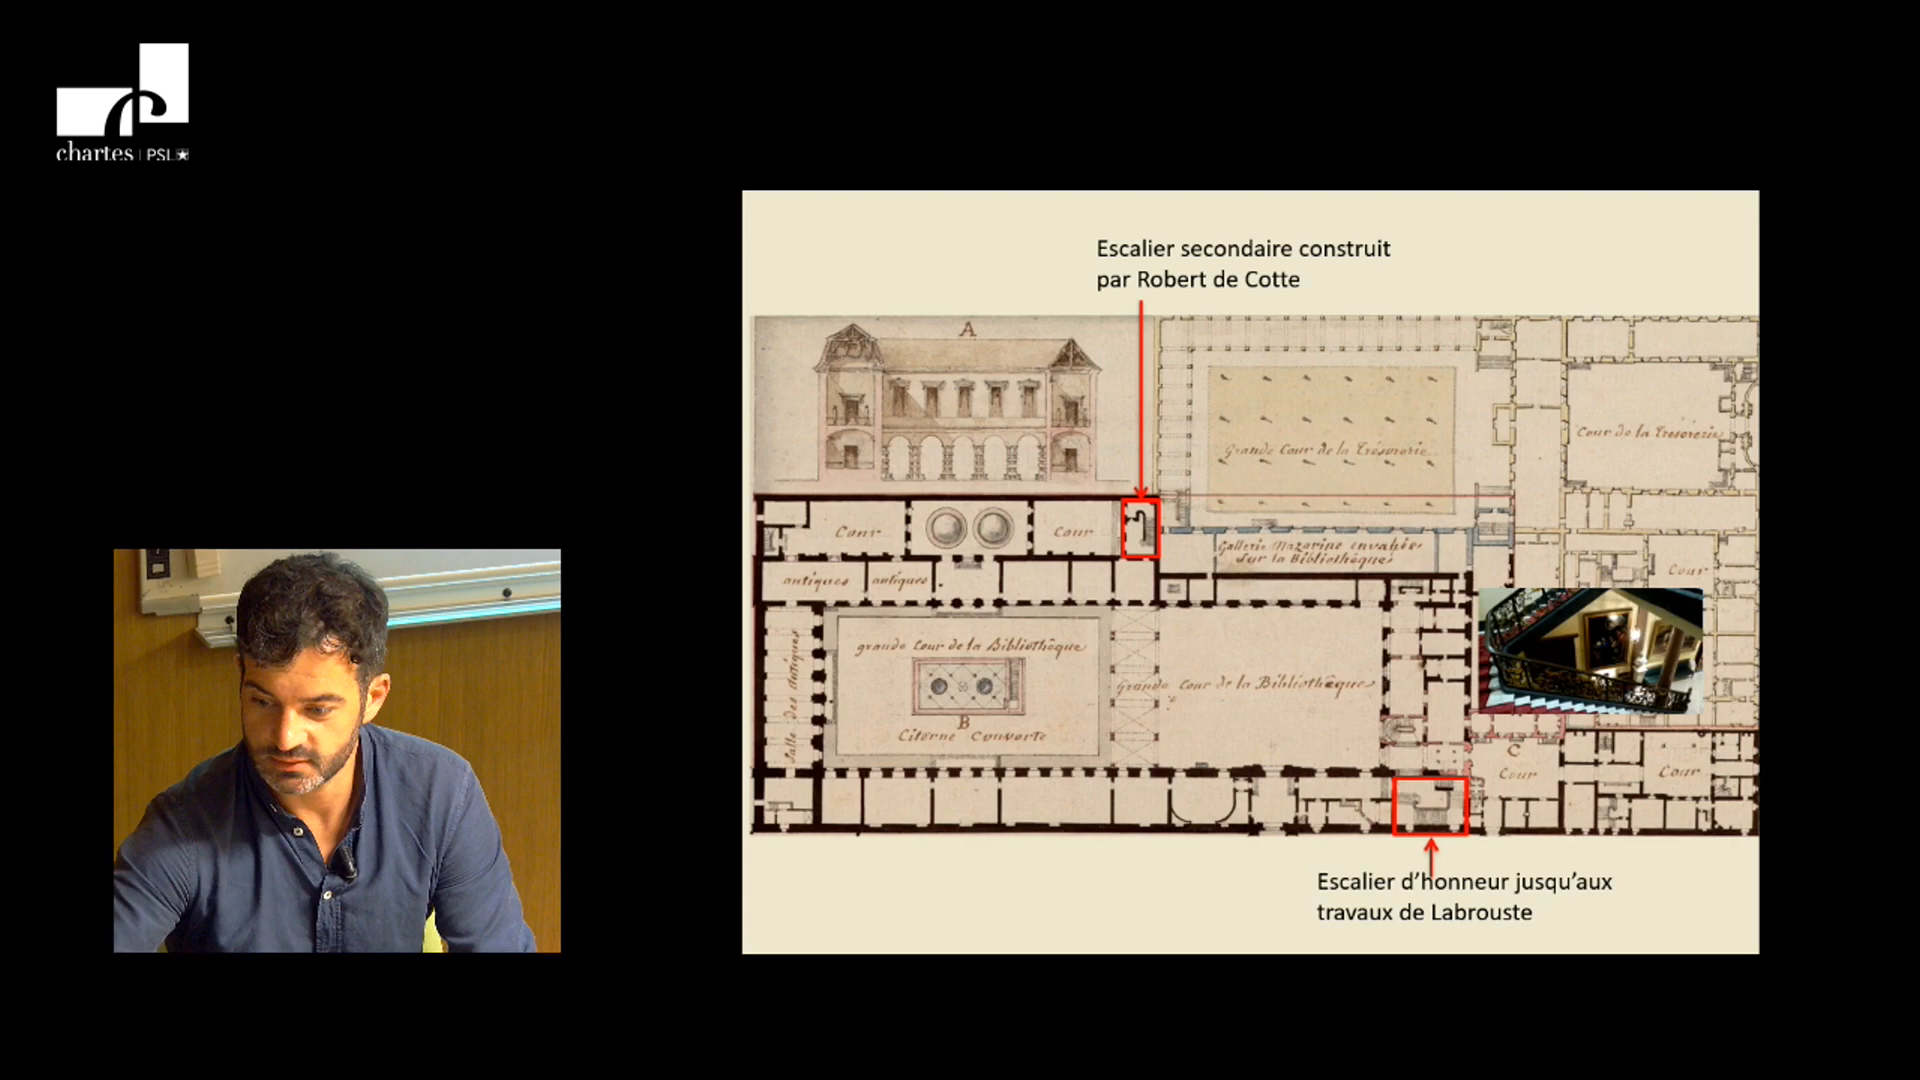 chartes | PSL★
Escalier secondaire construit
par Robert de Cotte
A
Grande Cour de la Trésorerie
Cour de la Tresorerie
Cour
Cour
Gallerie Mazarine envahie
sur la Bibliothèque
Cour
antiques
antiques
Salle des Antiques
grande Cour de la Bibliothèque
Grande Cour de la Bibliothèque
B
Citerne Couverte
C
Cour
Cour
Escalier d'honneur jusqu'aux
travaux de Labrouste